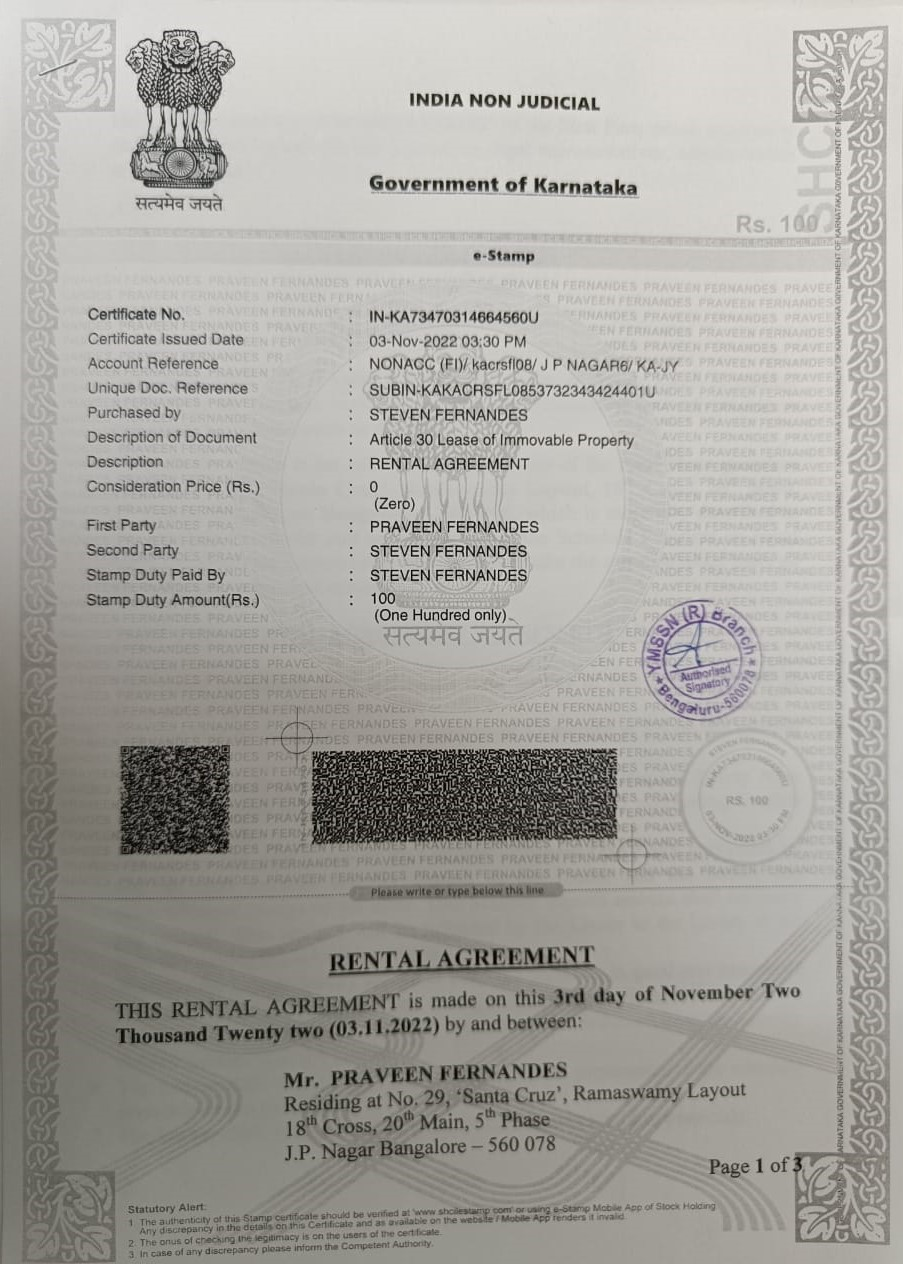 सत्यमेव जयते
INDIA NON JUDICIAL
Government of Karnataka
Rs. 100
e-Stamp
Certificate No. : IN-KA73470314664560U
Certificate Issued Date : 03-Nov-2022 03:30 PM
Account Reference : NONACC (FI)/ kacrsfl08/ J P NAGAR6/ KA-JY
Unique Doc. Reference : SUBIN-KAKACRSFL0853732343424401U
Purchased by : STEVEN FERNANDES
Description of Document : Article 30 Lease of Immovable Property
Description : RENTAL AGREEMENT
Consideration Price (Rs.) : 0
(Zero)
First Party : PRAVEEN FERNANDES
Second Party : STEVEN FERNANDES
Stamp Duty Paid By : STEVEN FERNANDES
Stamp Duty Amount(Rs.) : 100
(One Hundred only)
सत्यमेव जयते
YMSSN (R) Branch
Authorised
Signatory
Bengaluru-560078
RS. 100
Please write or type below this line
RENTAL AGREEMENT
THIS RENTAL AGREEMENT is made on this 3rd day of November Two
Thousand Twenty two (03.11.2022) by and between:
Mr. PRAVEEN FERNANDES
Residing at No. 29, ‘Santa Cruz’, Ramaswamy Layout
18th Cross, 20th Main, 5th Phase
J.P. Nagar Bangalore – 560 078
Page 1 of 3
Statutory Alert:
1. The authenticity of this Stamp certificate should be verified at 'www.shcilestamp.com' or using e-Stamp Mobile App of Stock Holding
Any discrepancy in the details on this Certificate and as available on the website / Mobile App renders it invalid.
2. The onus of checking the legitimacy is on the users of the certificate.
3. In case of any discrepancy please inform the Competent Authority.